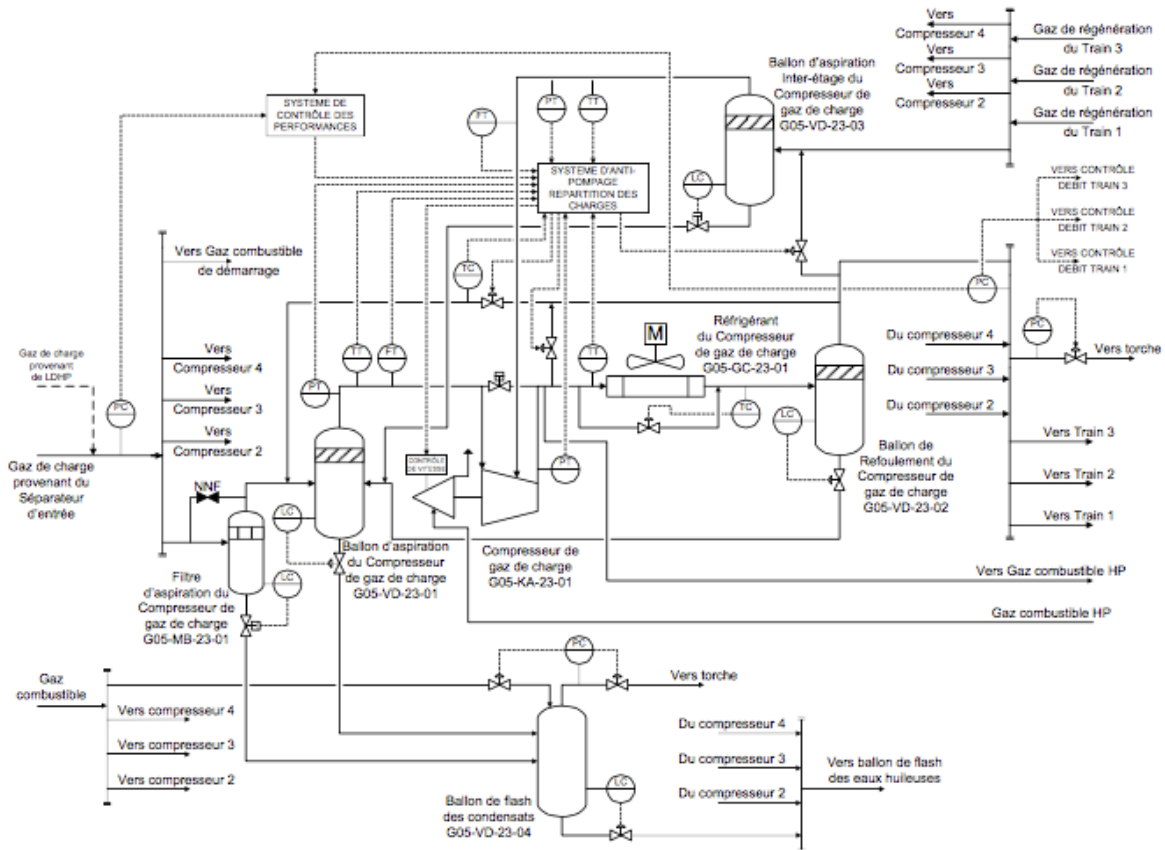 Vers
Compresseur 4
Vers
Compresseur 3
Vers
Compresseur 2
Gaz de régénération
du Train 3
Gaz de régénération
du Train 2
Gaz de régénération
du Train 1
Ballon d'aspiration
Inter-étage du
Compresseur de
gaz de charge
G05-VD-23-03
SYSTEME DE
CONTRÔLE DES
PERFORMANCES
FT
PT
TT
SYSTEME D'ANTI-
POMPAGE
REPARTITION DES
CHARGES
LC
VERS CONTRÔLE
DEBIT TRAIN 3
VERS CONTRÔLE
DEBIT TRAIN 2
VERS CONTRÔLE
DEBIT TRAIN 1
Vers Gaz combustible
de démarrage
TC
PC
Gaz de charge
provenant
de LDHP
PC
Vers
Compresseur 4
Vers
Compresseur 3
Vers
Compresseur 2
Gaz de charge
provenant du
Séparateur
d'entrée
NNF
PT
TT
FT
TT
M
Réfrigérant
du Compresseur
de gaz de charge
G05-GC-23-01
TC
LC
Du compresseur 4
Du compresseur 3
Du compresseur 2
PC
Vers torche
Vers Train 3
Vers Train 2
Vers Train 1
CONTRÔLE
DE VITESSE
PT
Ballon de
Refoulement du
Compresseur de
gaz de charge
G05-VD-23-02
LC
LC
Filtre
d'aspiration du
Compresseur de
gaz de charge
G05-MB-23-01
Ballon d'aspiration
du Compresseur
de gaz de charge
G05-VD-23-01
Compresseur de
gaz de charge
G05-KA-23-01
Vers Gaz combustible HP
Gaz combustible HP
Gaz
combustible
Vers compresseur 4
Vers compresseur 3
Vers compresseur 2
PC
Vers torche
LC
Ballon de flash
des condensats
G05-VD-23-04
Du compresseur 4
Du compresseur 3
Du compresseur 2
Vers ballon de flash
des eaux huileuses